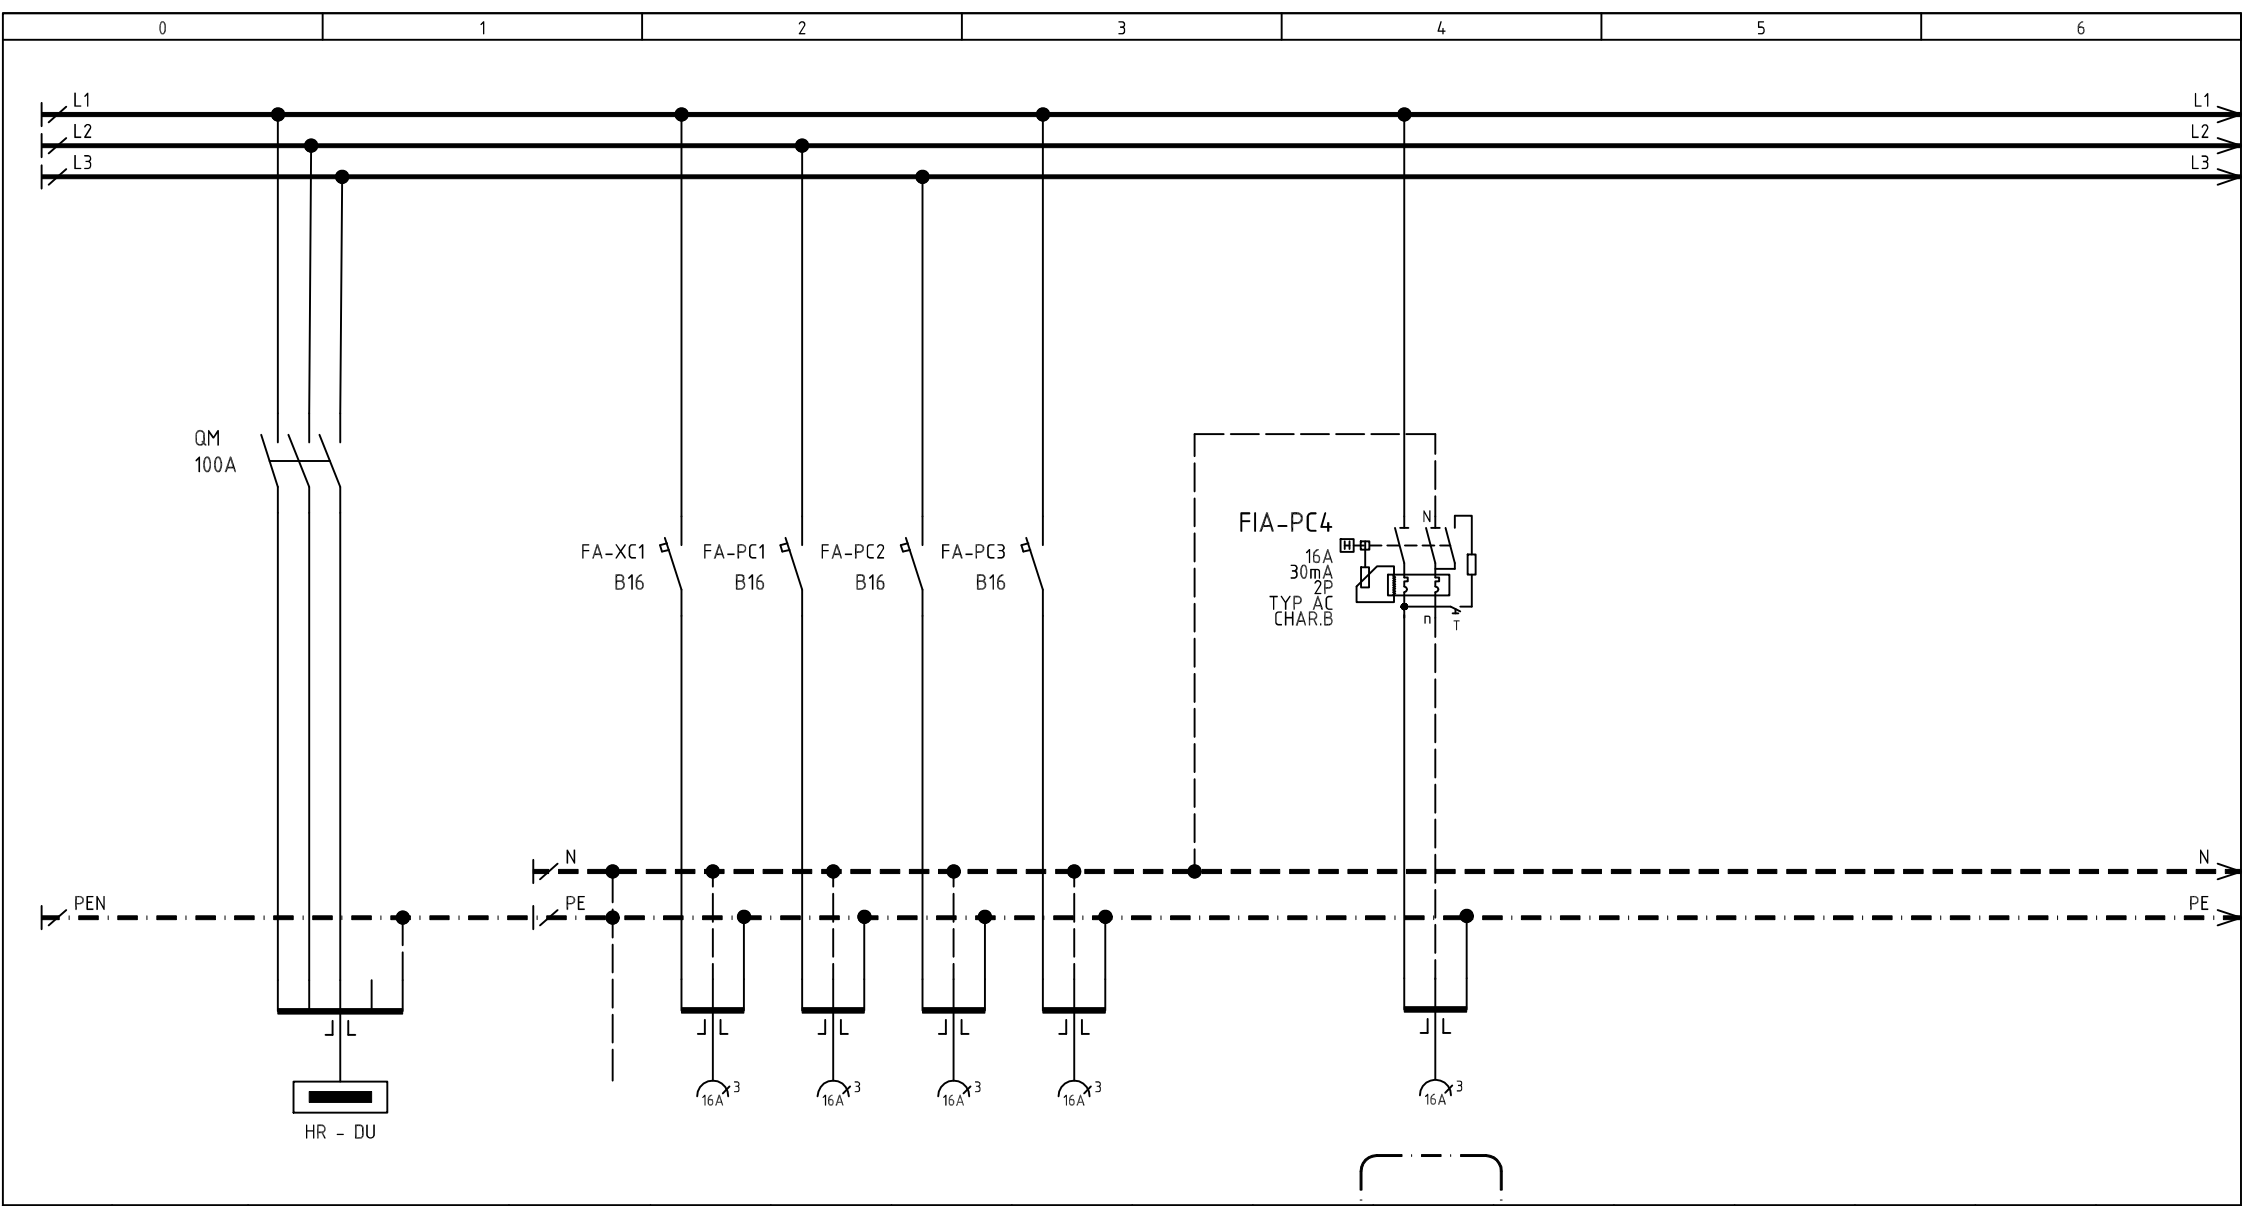 0 1 2 3 4 5 6
L1 L1
L2 L2
L3 L3
QM
100A
FA-XC1 FA-PC1 FA-PC2 FA-PC3
B16 B16 B16 B16
FIA-PC4 N
16A
30mA
2P
TYP AC
CHAR.B
n T
N N
PEN PE PE
3 3 3 3 3
16A 16A 16A 16A 16A
HR - DU